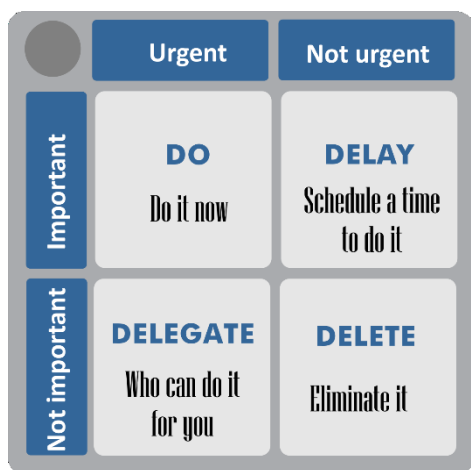 Urgent
Not urgent
Important
DO
Do it now
DELAY
Schedule a time
to do it
Not important
DELEGATE
Who can do it
for you
DELETE
Eliminate it